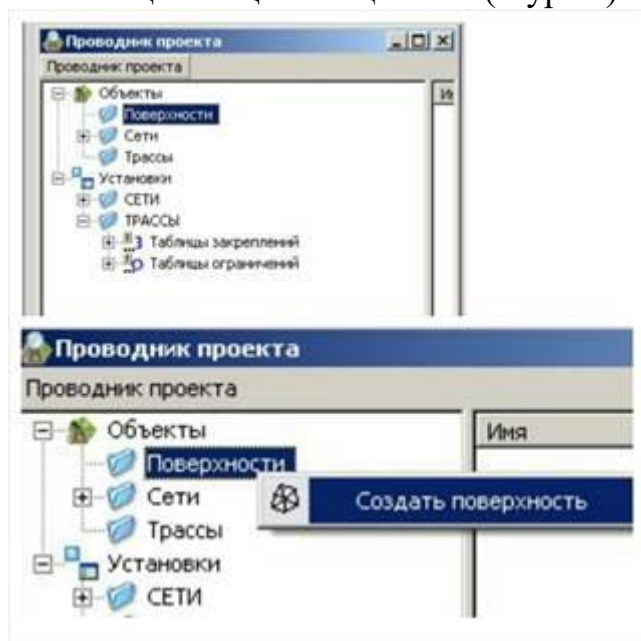 Проводник проекта
Проводник проекта
Объекты
Поверхности
Сети
Трассы
Установки
СЕТИ
ТРАССЫ
Таблицы закреплений
Таблицы ограничений
Проводник проекта
Проводник проекта
Объекты
Имя
Поверхности
Сети
Создать поверхность
Трассы
Установки
СЕТИ